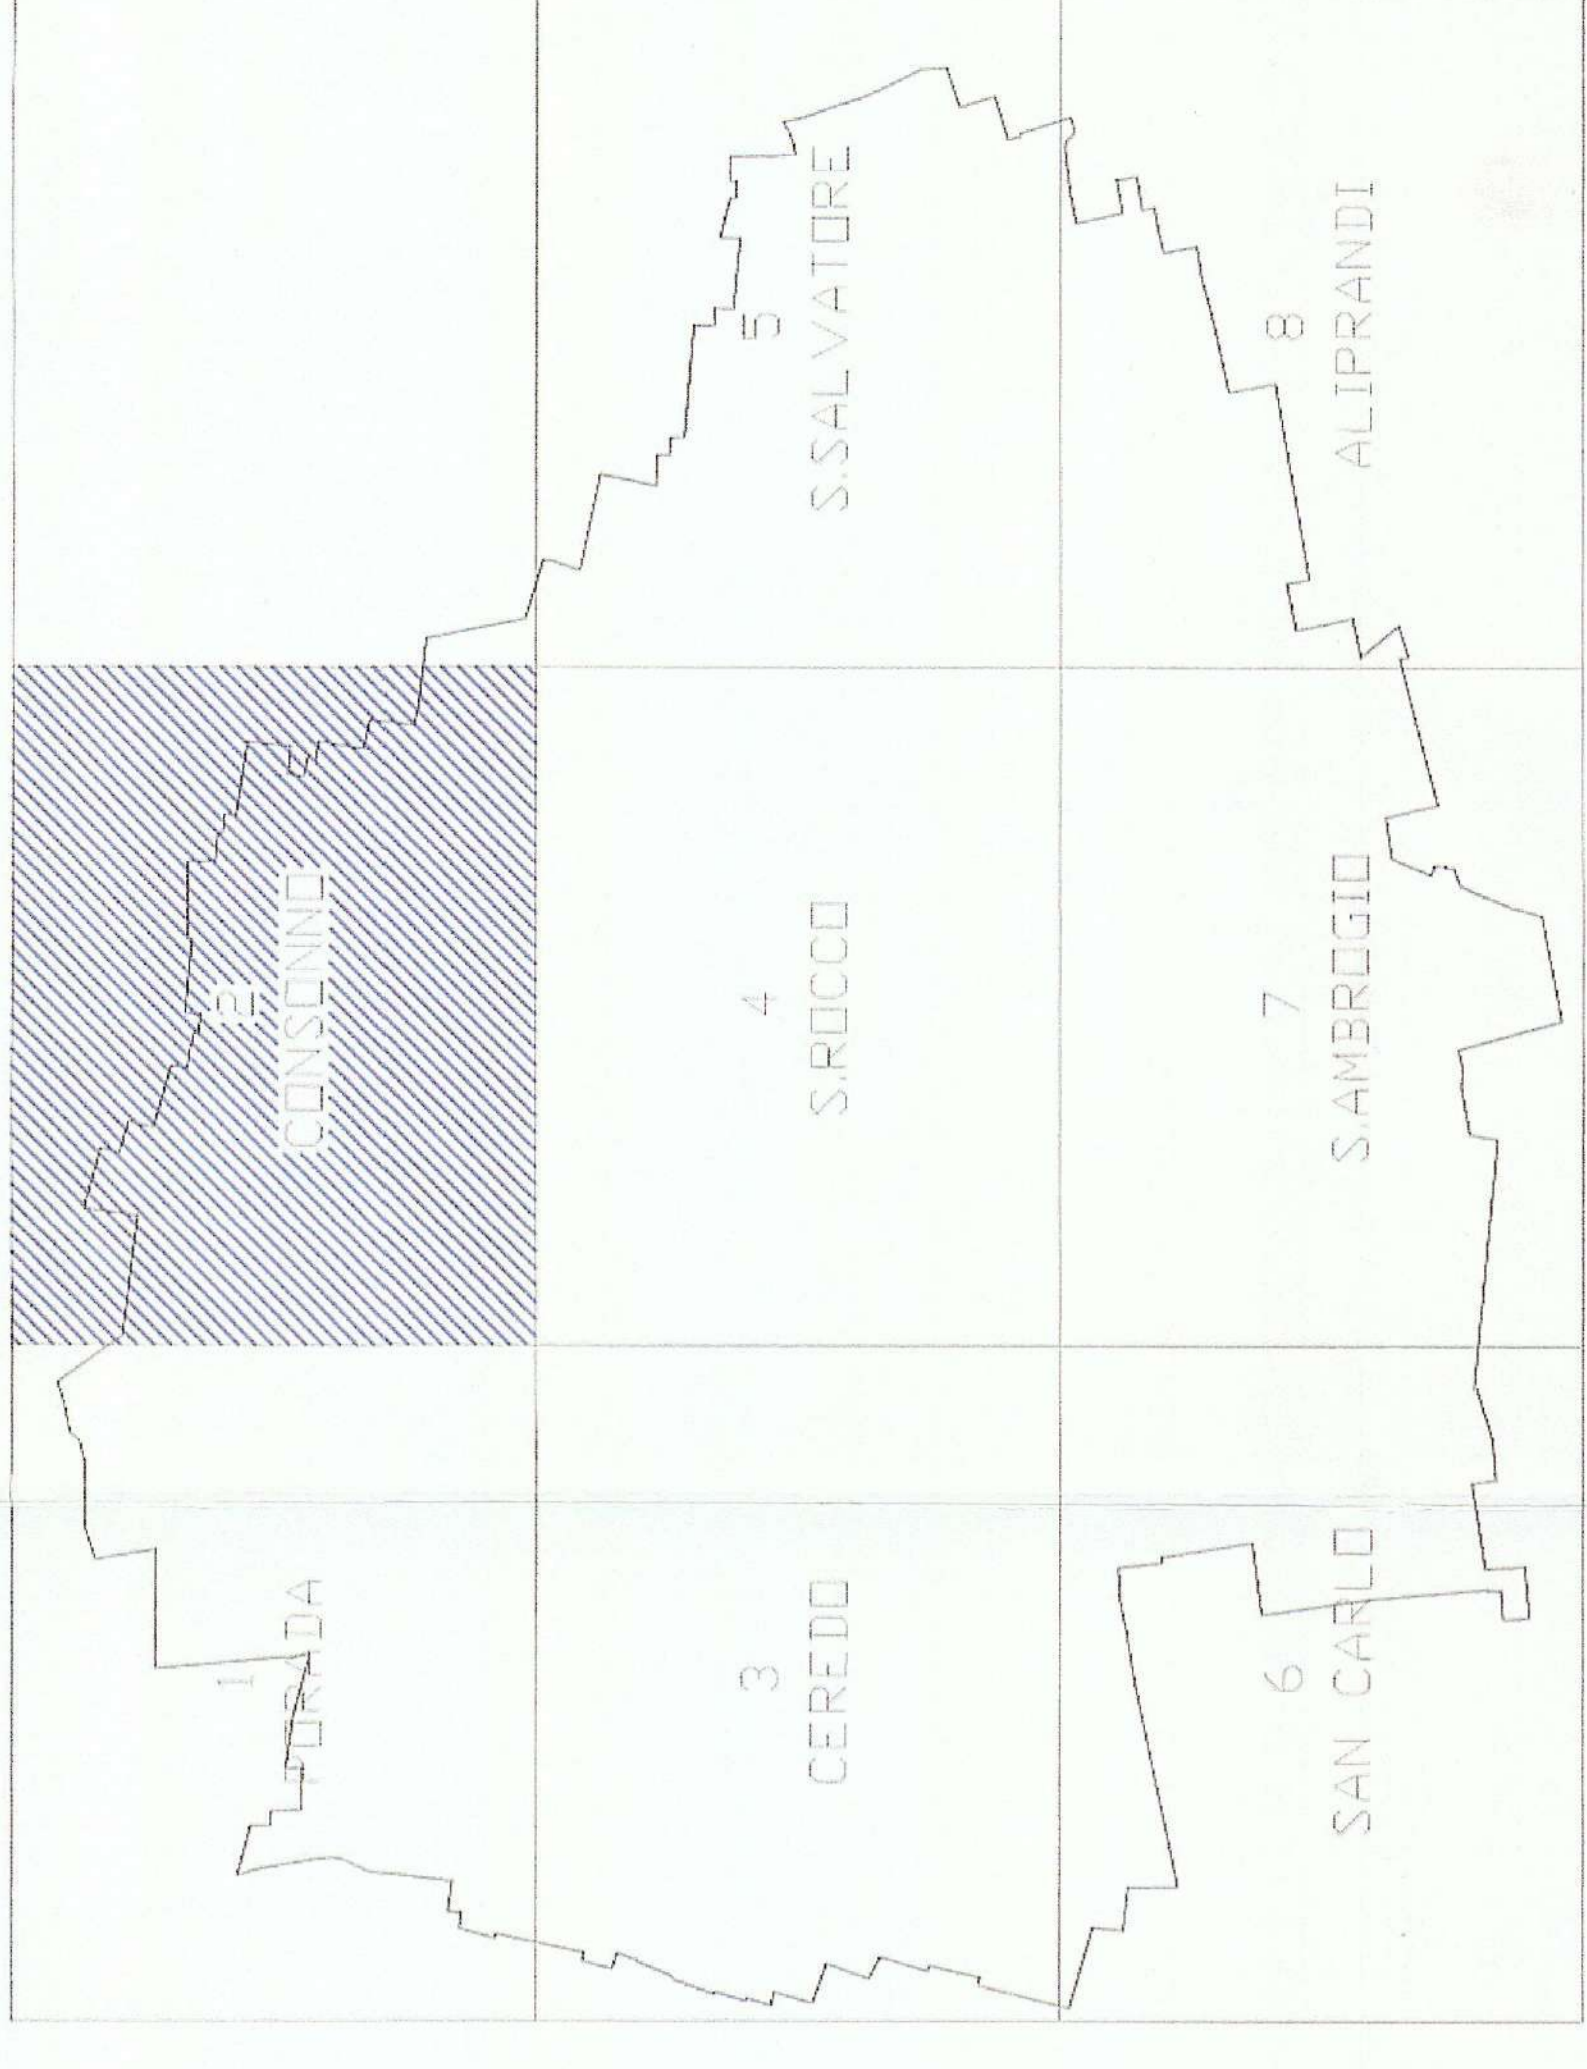 1
PORADA
2
CONSONNO
3
CEREDO
4
S.ROCCO
5
S.SALVATORE
6
SAN CARLO
7
S.AMBROGIO
8
ALIPRANDI